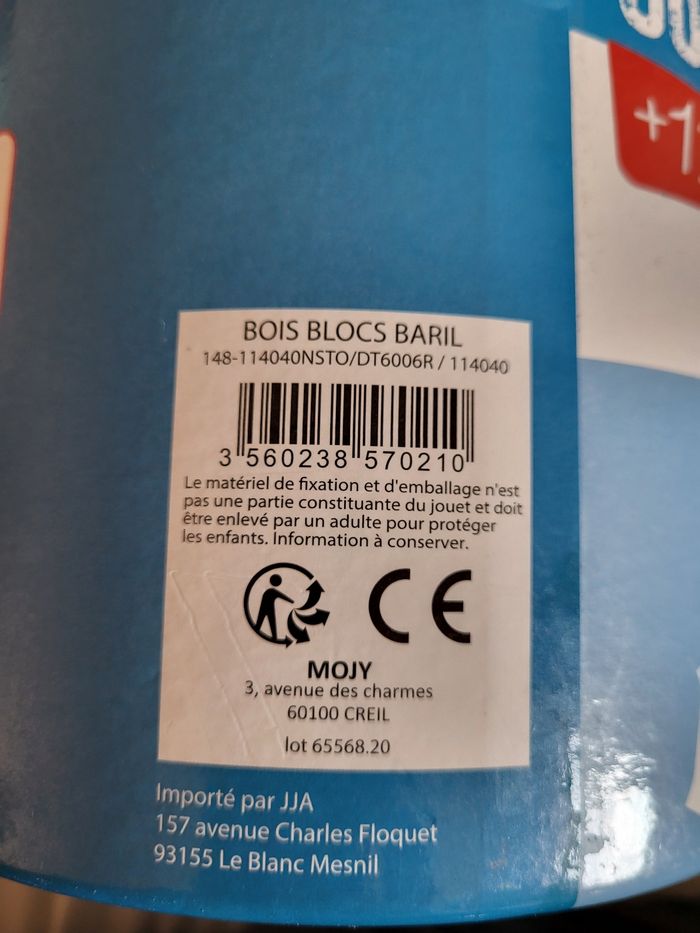 +1
BOIS BLOCS BARIL
148-114040NSTO/DT6006R / 114040
3 560238 570210
Le matériel de fixation et d'emballage n'est
pas une partie constituante du jouet et doit
être enlevé par un adulte pour protéger
les enfants. Information à conserver.
CE
MOJY
3, avenue des charmes
60100 CREIL
lot 65568.20
Importé par JJA
157 avenue Charles Floquet
93155 Le Blanc Mesnil